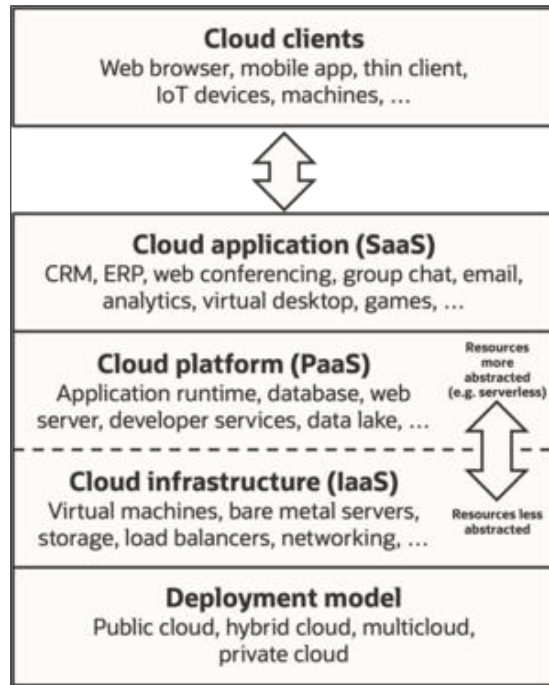 Cloud clients
Web browser, mobile app, thin client,
IoT devices, machines, ...
Cloud application (SaaS)
CRM, ERP, web conferencing, group chat, email,
analytics, virtual desktop, games, ...
Cloud platform (PaaS)
Application runtime, database, web
server, developer services, data lake, ...
Resources
more
abstracted
(e.g. serverless)
Cloud infrastructure (IaaS)
Virtual machines, bare metal servers,
storage, load balancers, networking, ...
Resources less
abstracted
Deployment model
Public cloud, hybrid cloud, multicloud,
private cloud